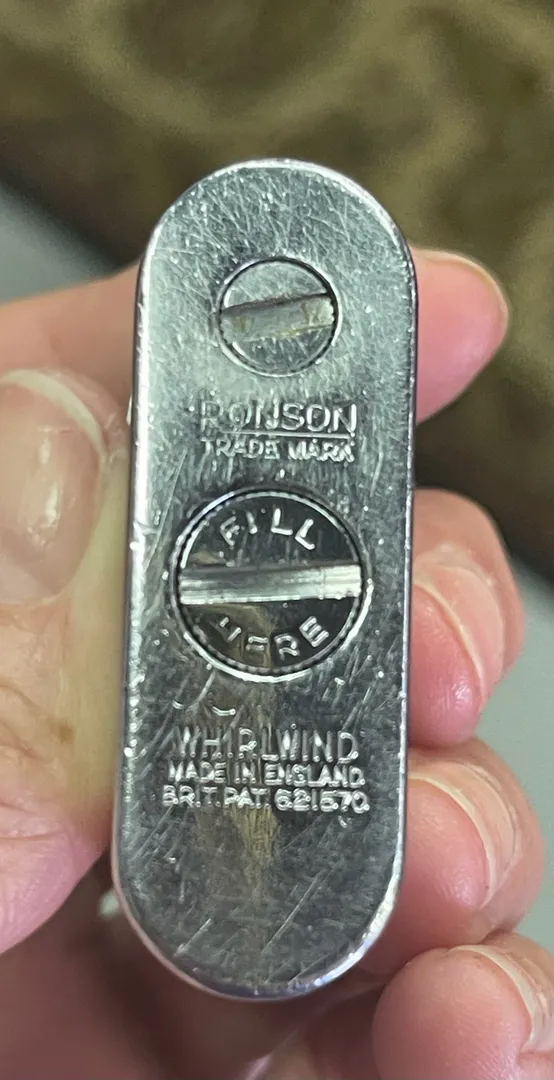 RONSON
TRADE MARK
FILL
HERE
WHIRLWIND
MADE IN ENGLAND.
BRIT. PAT. 621570.